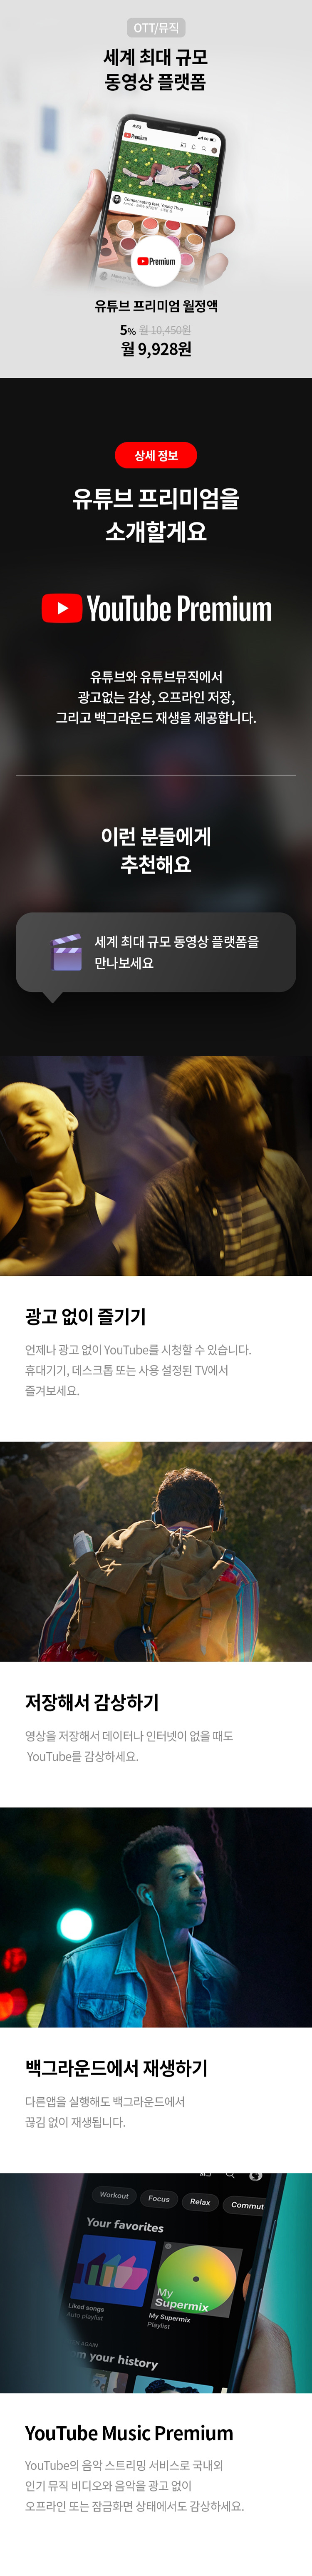 OTT/뮤직
세계 최대 규모
동영상 플랫폼
4:53
Premium
Compensating feat. Young Thug
Premium
유튜브 프리미엄 월정액
5% 월 10,450원
월 9,928원
상세 정보
유튜브 프리미엄을
소개할게요
YouTube Premium
유튜브와 유튜브뮤직에서
광고없는 감상, 오프라인 저장,
그리고 백그라운드 재생을 제공합니다.
이런 분들에게
추천해요
세계 최대 규모 동영상 플랫폼을
만나보세요
광고 없이 즐기기
언제나 광고 없이 YouTube를 시청할 수 있습니다.
휴대기기, 데스크톱 또는 사용 설정된 TV에서
즐겨보세요.
저장해서 감상하기
영상을 저장해서 데이터나 인터넷이 없을 때도
YouTube를 감상하세요.
백그라운드에서 재생하기
다른앱을 실행해도 백그라운드에서
끊김 없이 재생됩니다.
Workout Focus Relax Commut
Your favorites
My
Supermix
Liked songs
Auto playlist
My Supermix
Playlist
AGAIN
m your history
YouTube Music Premium
YouTube의 음악 스트리밍 서비스로 국내외
인기 뮤직 비디오와 음악을 광고 없이
오프라인 또는 잠금화면 상태에서도 감상하세요.